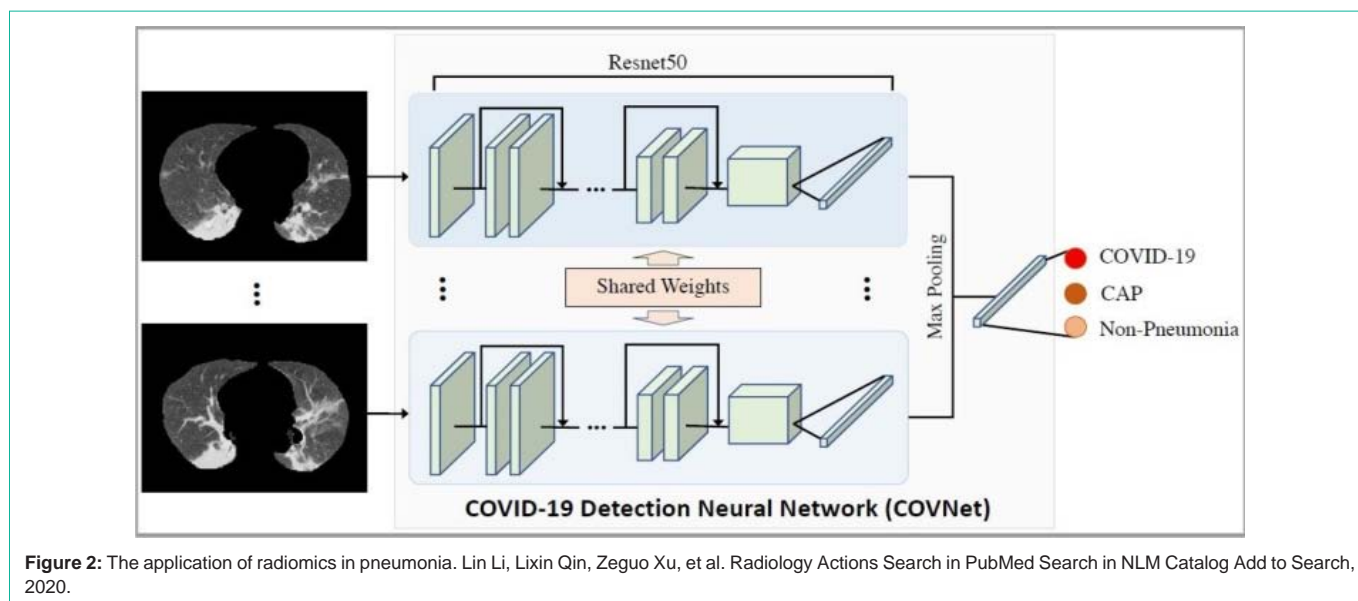 Resnet50
Shared Weights
Max Pooling
COVID-19
CAP
Non-Pneumonia
COVID-19 Detection Neural Network (COVNet)
Figure 2: The application of radiomics in pneumonia. Lin Li, Lixin Qin, Zeguo Xu, et al. Radiology Actions Search in PubMed Search in NLM Catalog Add to Search,
2020.